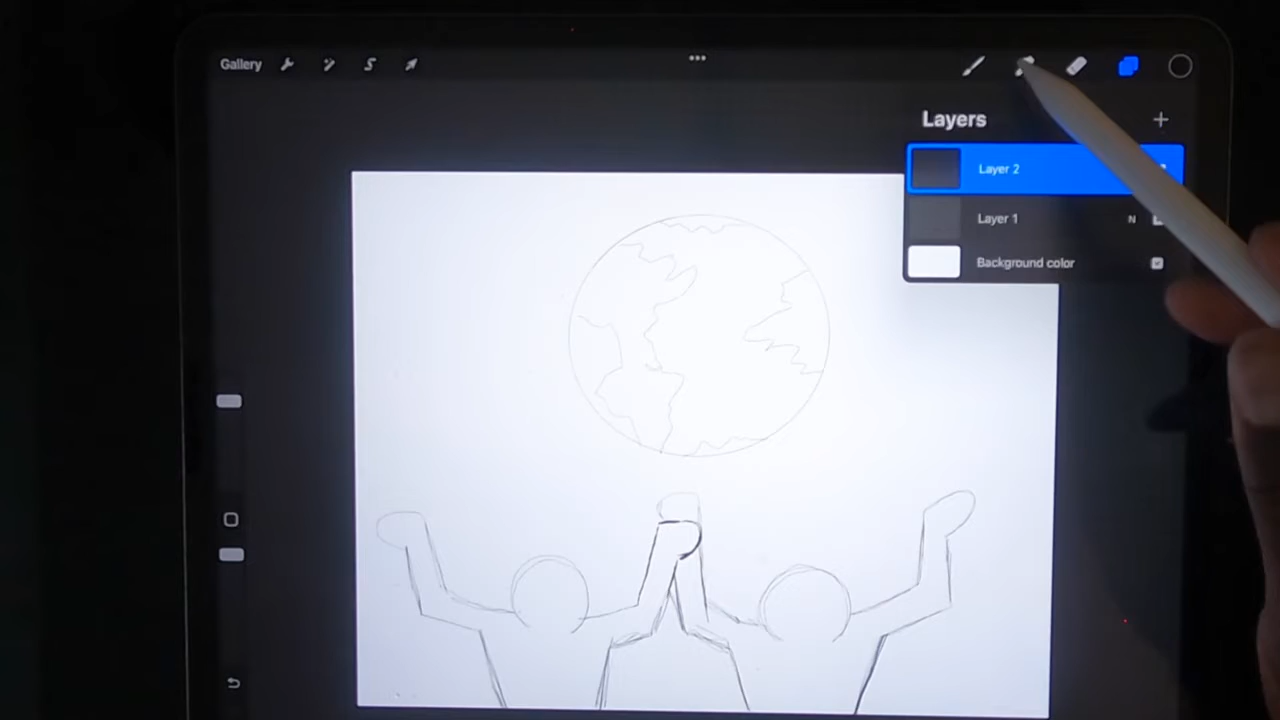 Gallery
Layers
Layer 2
Layer 1 N
Background color